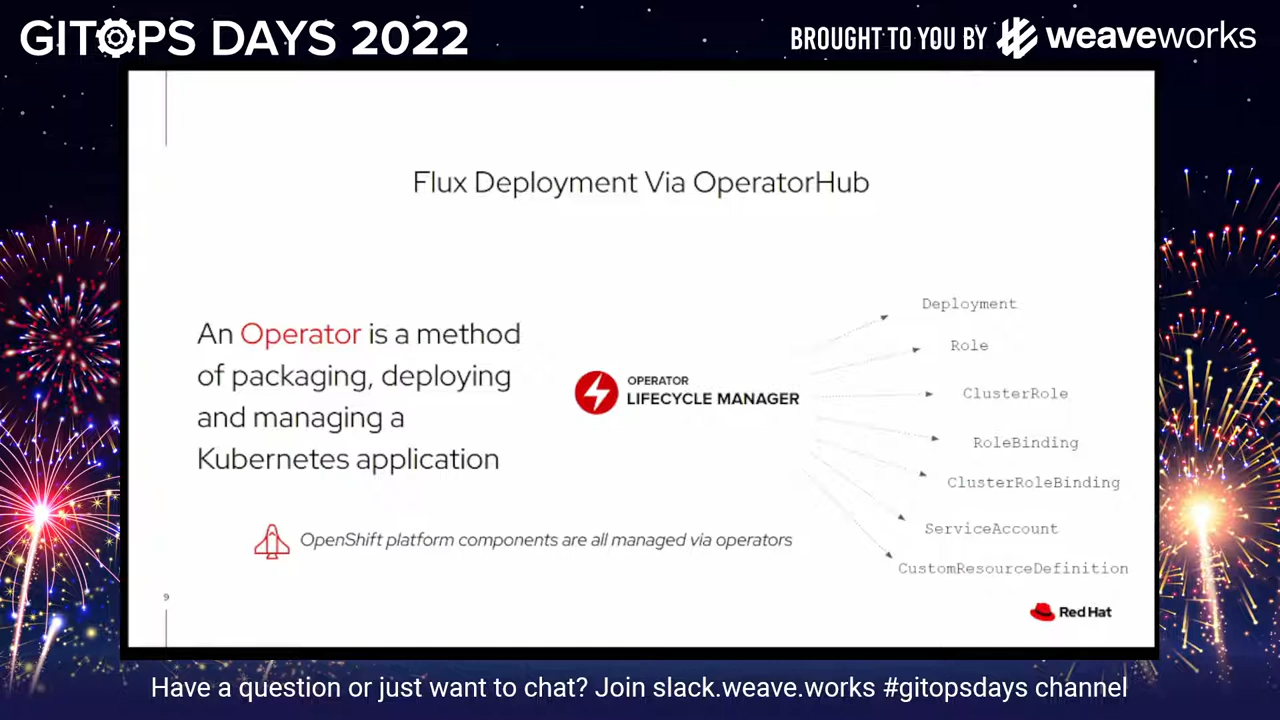 GITOPS DAYS 2022
BROUGHT TO YOU BY weaveworks
Flux Deployment Via OperatorHub
An Operator is a method
of packaging, deploying
and managing a
Kubernetes application
OPERATOR
LIFECYCLE MANAGER
Deployment
Role
ClusterRole
RoleBinding
ClusterRoleBinding
ServiceAccount
CustomResourceDefinition
OpenShift platform components are all managed via operators
9
Red Hat
Have a question or just want to chat? Join slack.weave.works #gitopsdays channel